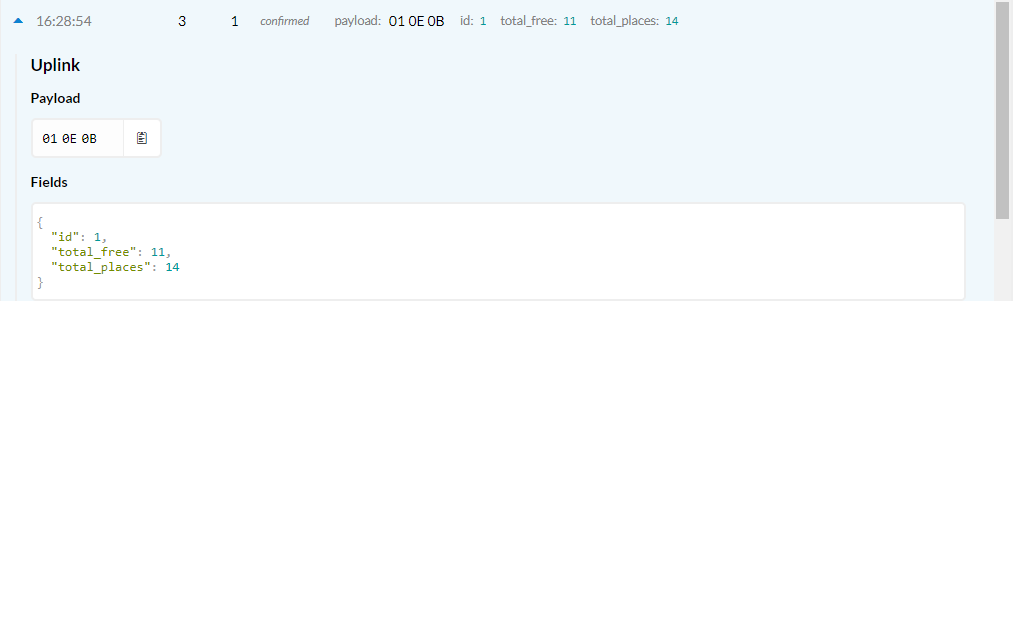 16:28:54 3 1 confirmed payload: 01 0E 0B id: 1 total_free: 11 total_places: 14
Uplink
Payload
01 0E 0B
Fields
{
"id": 1,
"total_free": 11,
"total_places": 14
}